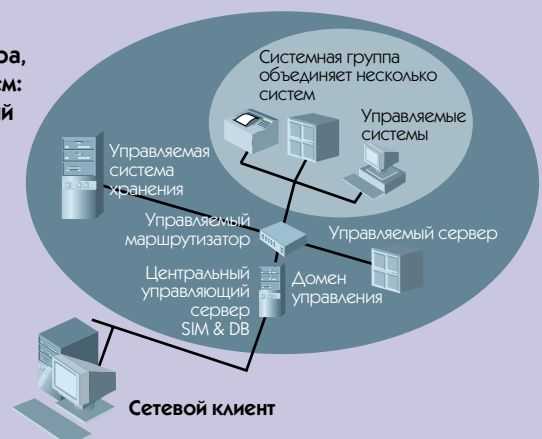 ра,
ем:
й
Системная группа
объединяет несколько
систем
Управляемые
системы
Управляемая
система
хранения
Управляемый
маршрутизатор
Управляемый сервер
Центральный
управляющий
сервер
SIM & DB
Домен
управления
Сетевой клиент